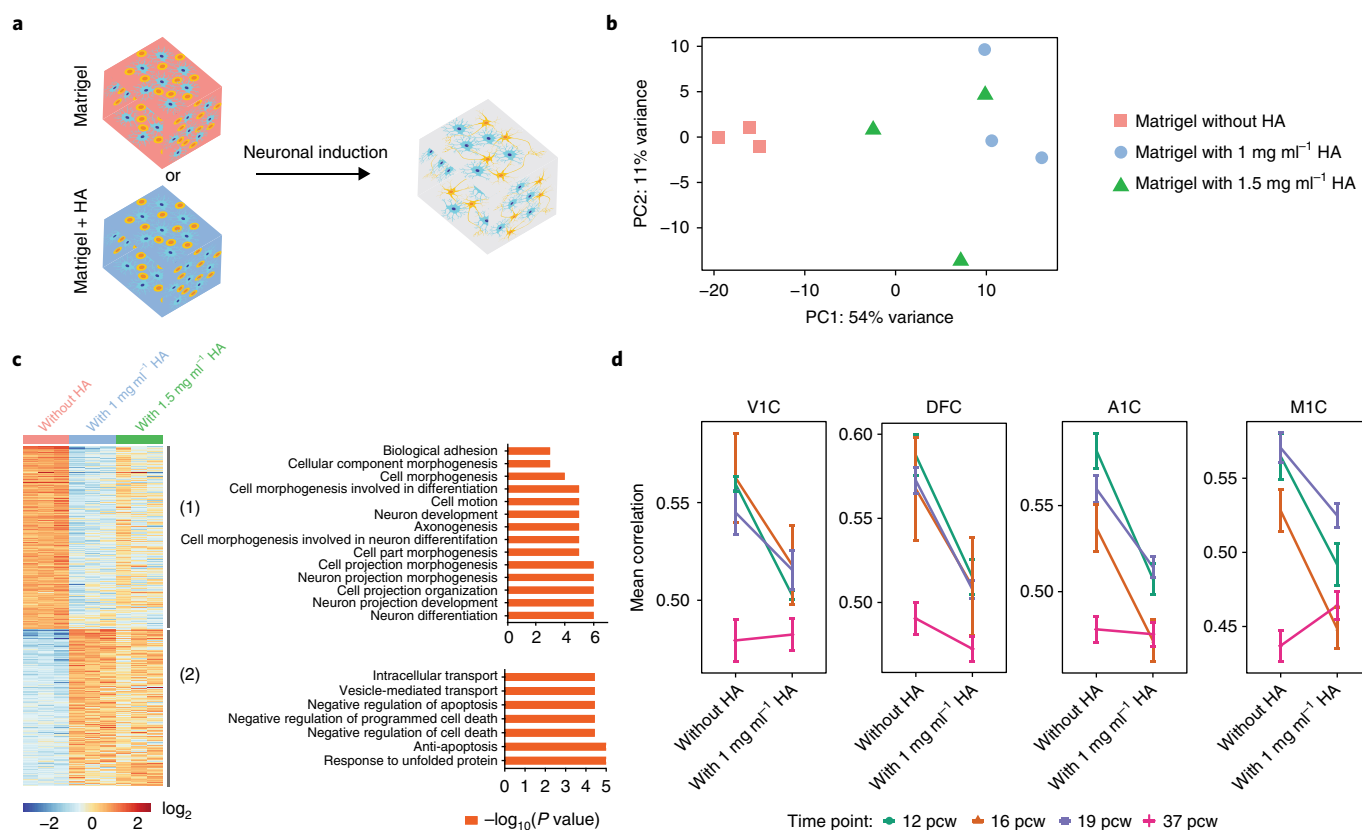 a
Matrigel
or
Matrigel + HA
Neuronal induction
b
PC2: 11% variance
10
5
0
−5
−10
−20
−10
0
10
PC1: 54% variance
Matrigel without HA
Matrigel with 1 mg ml⁻¹ HA
Matrigel with 1.5 mg ml⁻¹ HA
c
Without HA
With 1 mg ml⁻¹ HA
With 1.5 mg ml⁻¹ HA
(1)
(2)
−2 0 2
log₂
Biological adhesion
Cellular component morphogenesis
Cell morphogenesis
Cell morphogenesis involved in differentiation
Cell motion
Neuron development
Axonogenesis
Cell morphogenesis involved in neuron differentifation
Cell part morphogenesis
Cell projection morphogenesis
Neuron projection morphogenesis
Cell projection organization
Neuron projection development
Neuron differentiation
0 2 4 6
Intracellular transport
Vesicle-mediated transport
Negative regulation of apoptosis
Negative regulation of programmed cell death
Negative regulation of cell death
Anti-apoptosis
Response to unfolded protein
0 1 2 3 4 5
−log₁₀(P value)
d
Mean correlation
V1C
0.55
0.50
Without HA
With 1 mg ml⁻¹ HA
DFC
0.60
0.55
0.50
Without HA
With 1 mg ml⁻¹ HA
A1C
0.55
0.50
Without HA
With 1 mg ml⁻¹ HA
M1C
0.55
0.50
0.45
Without HA
With 1 mg ml⁻¹ HA
Time point: 12 pcw 16 pcw 19 pcw 37 pcw